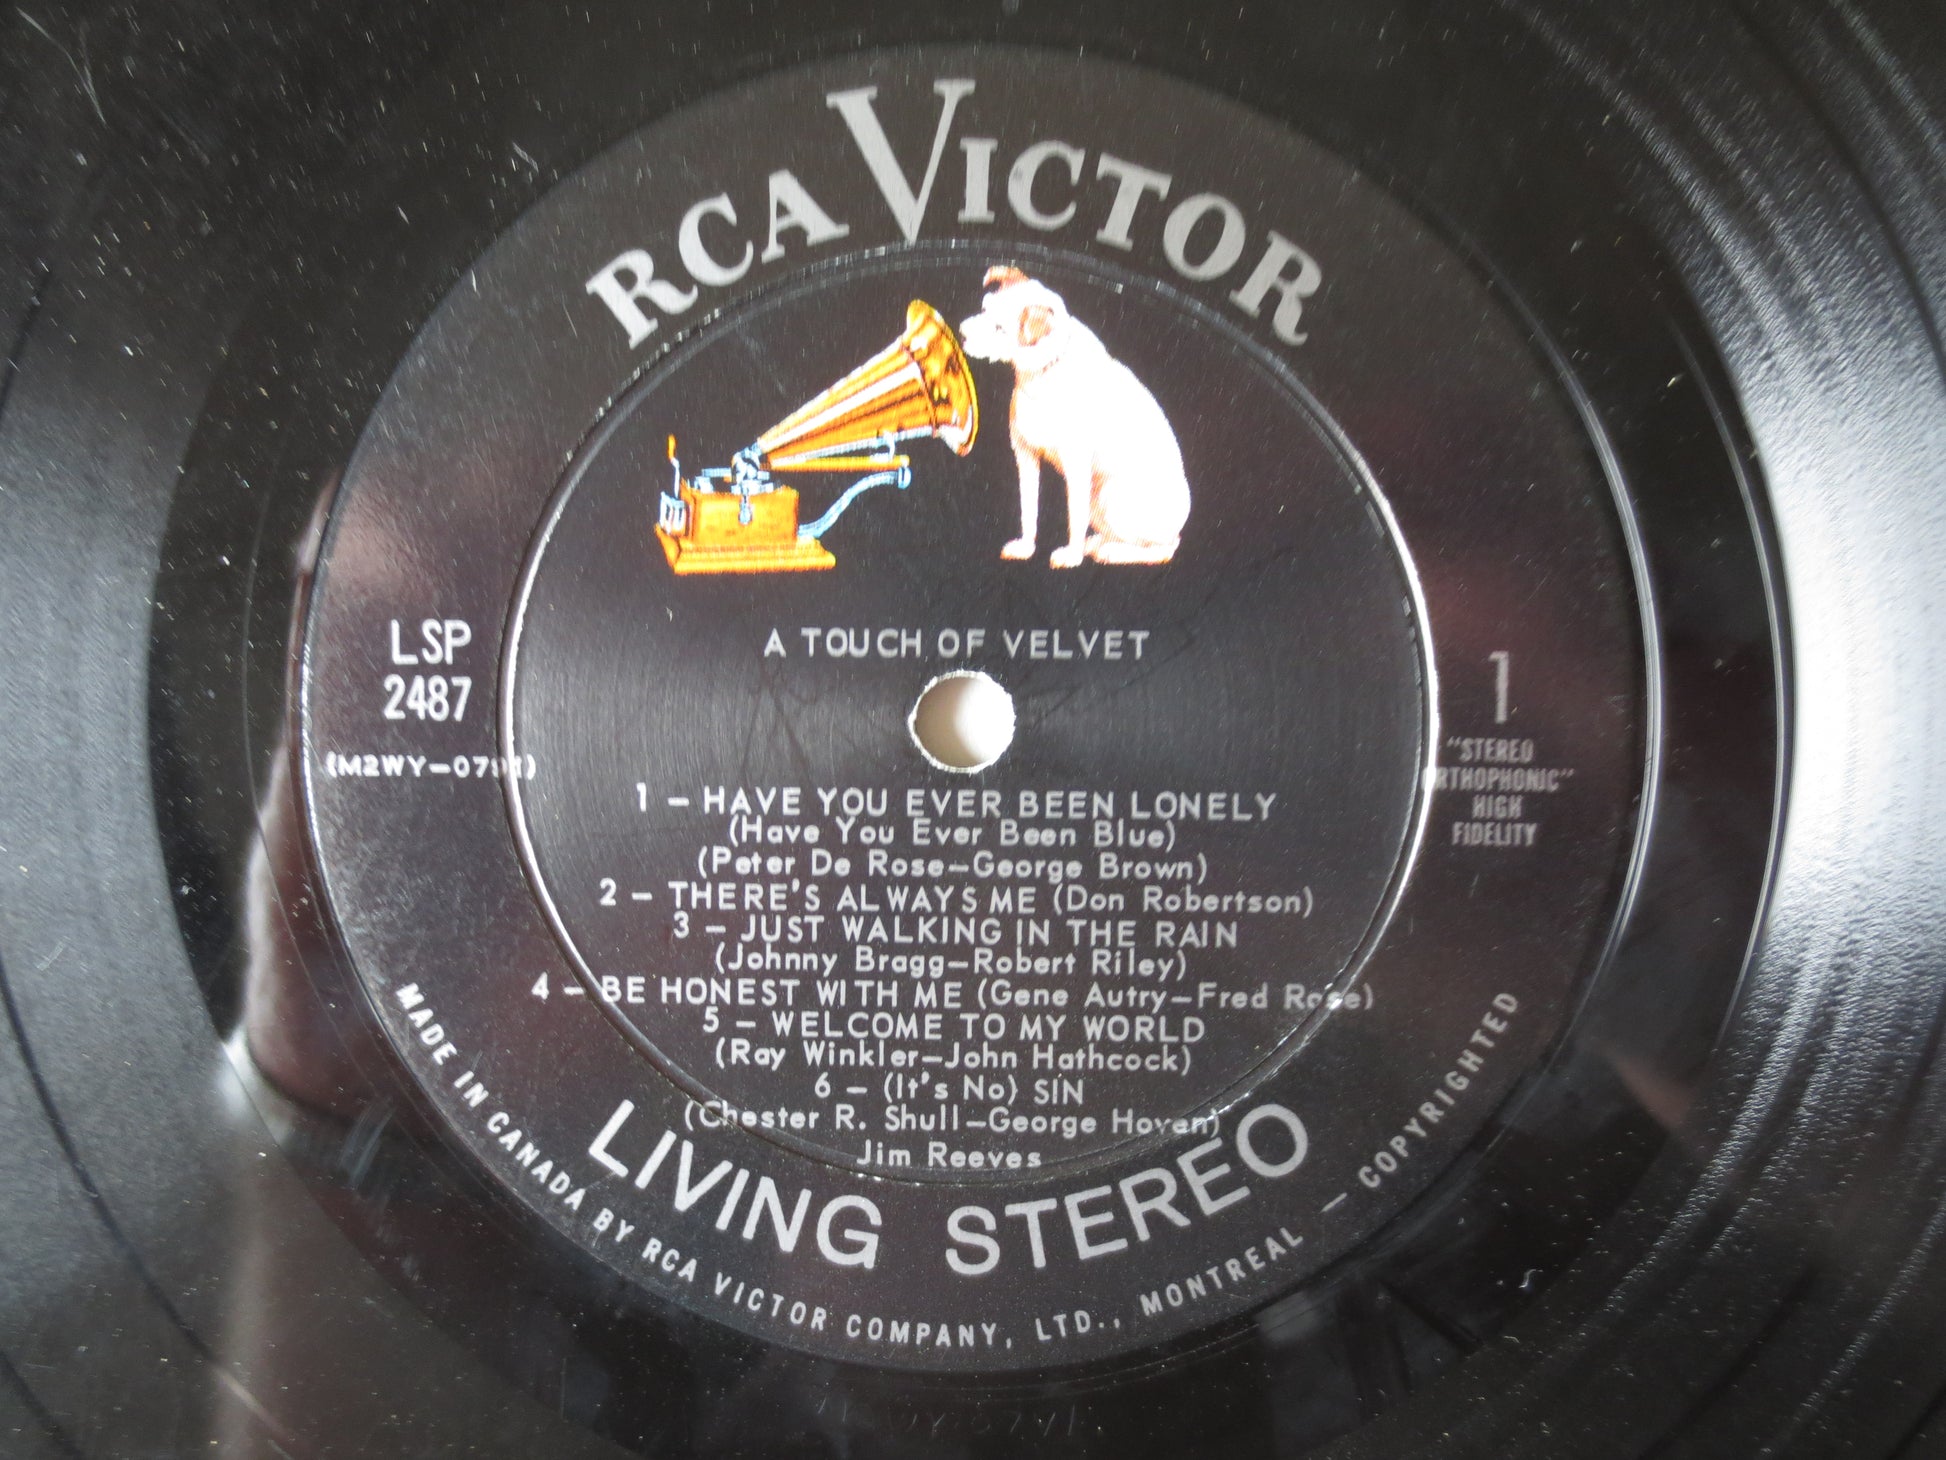 RCA VICTOR
A TOUCH OF VELVET
LSP
2487
1
"STEREO
ORTHOPHONIC"
HIGH
FIDELITY
1 – HAVE YOU EVER BEEN LONELY
(Have You Ever Been Blue)
(Peter De Rose–George Brown)
2 – THERE'S ALWAYS ME (Don Robertson)
3 – JUST WALKING IN THE RAIN
(Johnny Bragg–Robert Riley)
4 – BE HONEST WITH ME (Gene Autry–Fred Rose)
5 – WELCOME TO MY WORLD
(Ray Winkler–John Hathcock)
6 – (It's No) SIN
(Chester R. Shull–George Hoven)
Jim Reeves
LIVING STEREO
MADE IN CANADA BY RCA VICTOR COMPANY, LTD., MONTREAL – COPYRIGHTED